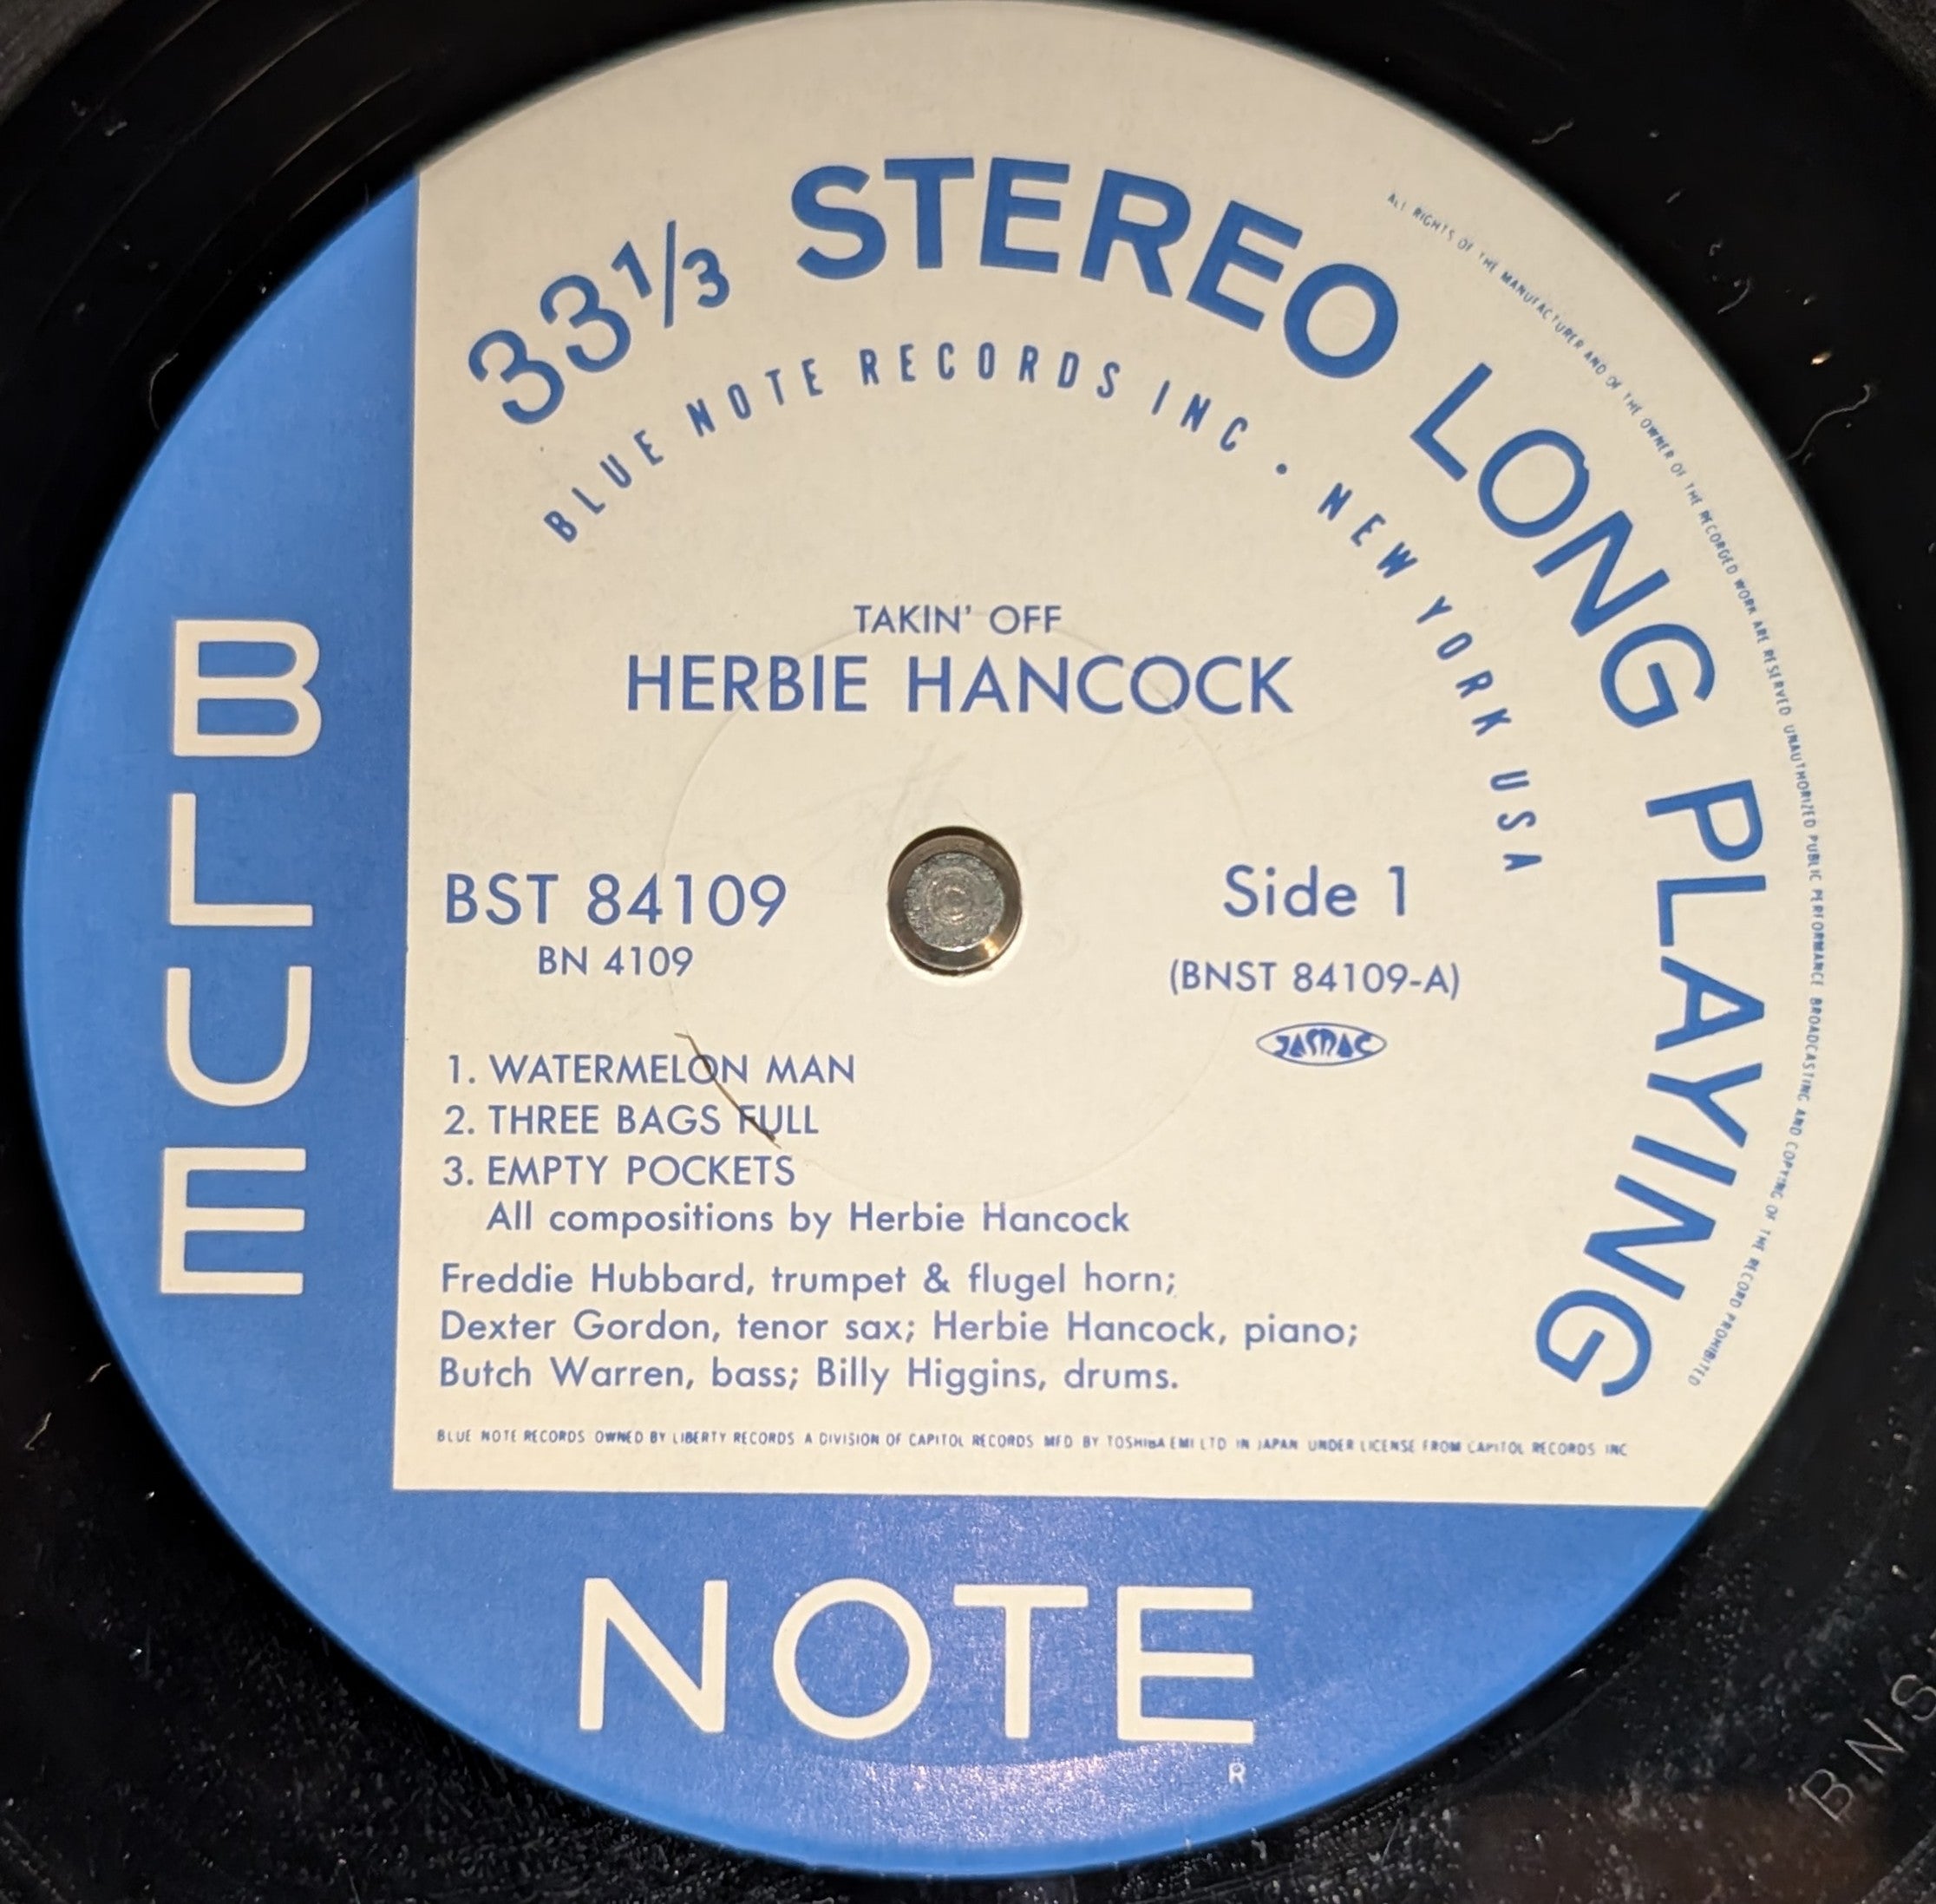 33⅓ STEREO LONG PLAYING
BLUE NOTE RECORDS INC • NEW YORK USA
ALL RIGHTS OF THE MANUFACTURER AND OF THE OWNER OF THE RECORDED WORK ARE RESERVED UNAUTHORIZED PUBLIC PERFORMANCE BROADCASTING AND COPYING OF THE RECORD PROHIBITED
TAKIN' OFF
HERBIE HANCOCK
BST 84109
BN 4109
Side 1
(BNST 84109-A)
JASRAC
1. WATERMELON MAN
2. THREE BAGS FULL
3. EMPTY POCKETS
All compositions by Herbie Hancock
Freddie Hubbard, trumpet & flugel horn;
Dexter Gordon, tenor sax; Herbie Hancock, piano;
Butch Warren, bass; Billy Higgins, drums.
BLUE NOTE RECORDS OWNED BY LIBERTY RECORDS A DIVISION OF CAPITOL RECORDS MFD BY TOSHIBA EMI LTD IN JAPAN UNDER LICENSE FROM CAPITOL RECORDS INC
BLUE
NOTE
R
BNS